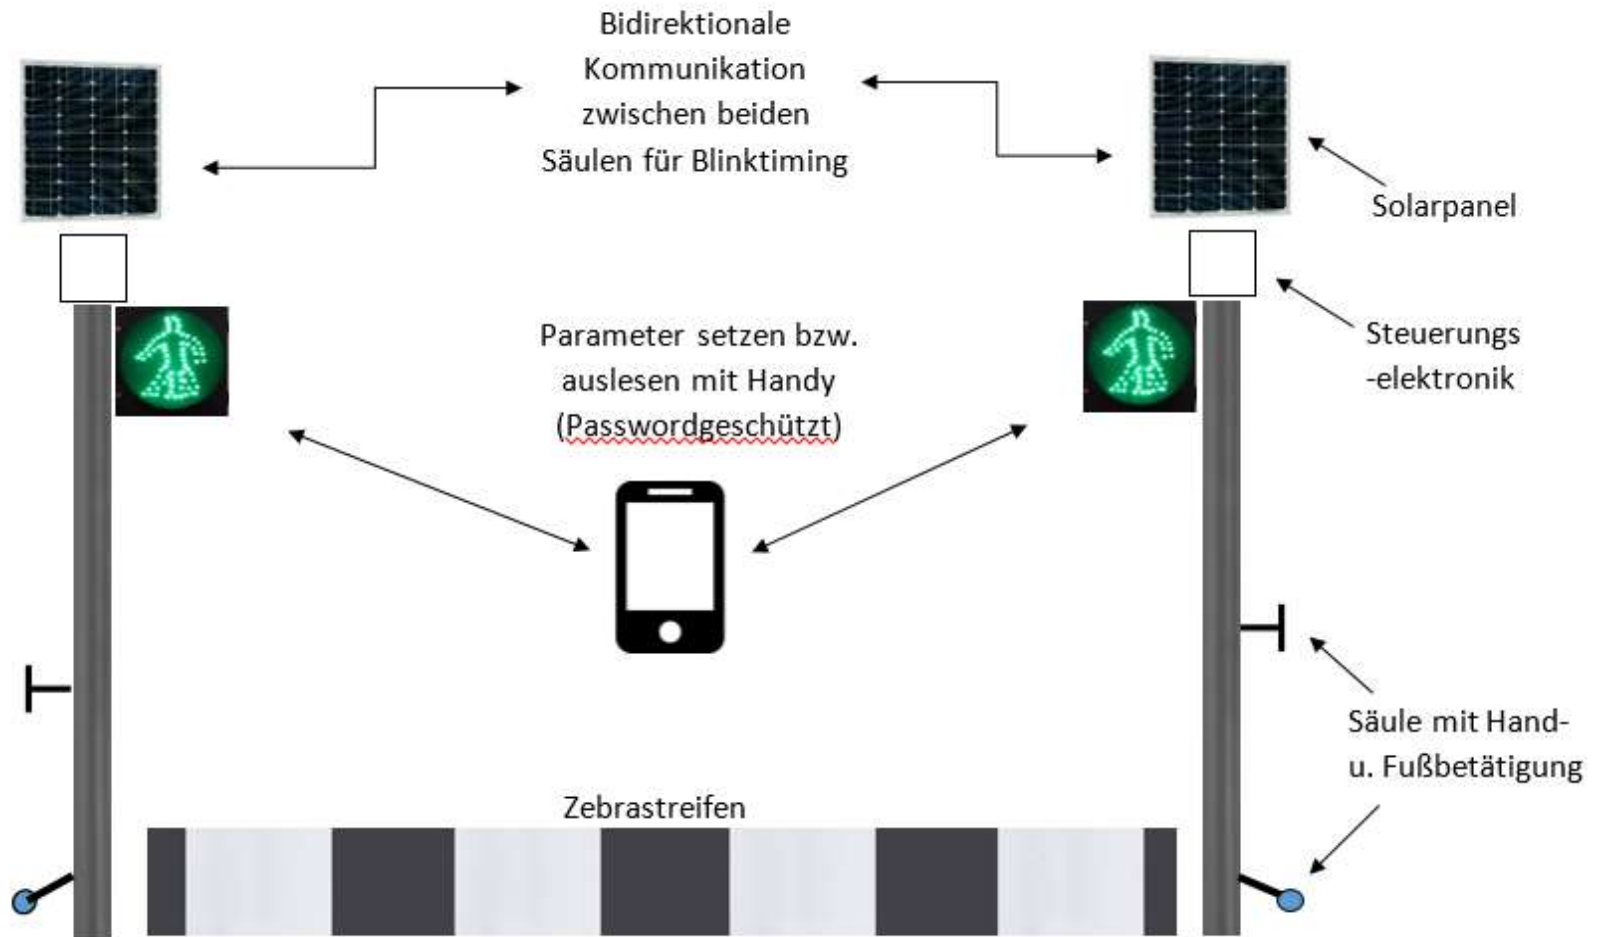 Bidirektionale
Kommunikation
zwischen beiden
Säulen für Blinktiming
Solarpanel
Steuerungs
-elektronik
Parameter setzen bzw.
auslesen mit Handy
(Passwordgeschützt)
Säule mit Hand-
u. Fußbetätigung
Zebrastreifen